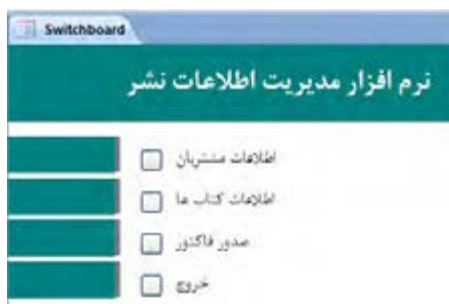 Switchboard
نرم افزار مدیریت اطلاعات نشر
اطلاعات مشتریان
اطلاعات کتاب ها
صدور فاکتور
خروج